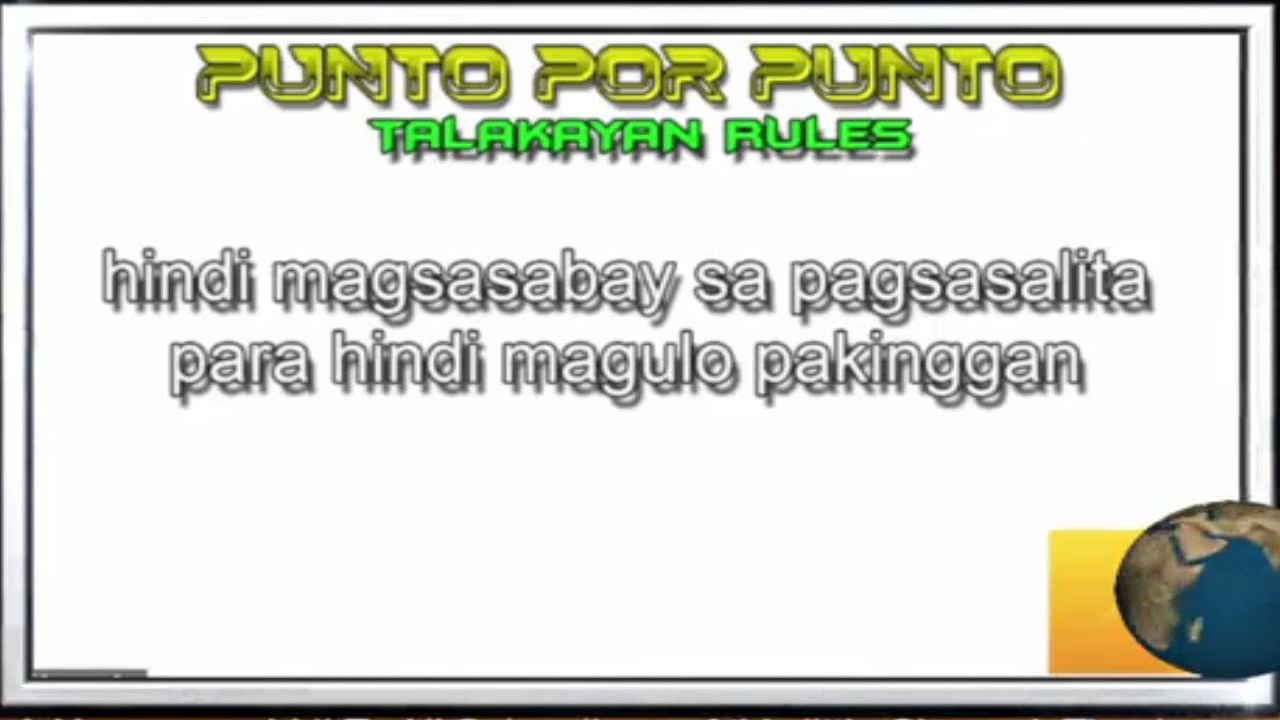 PUNTO POR PUNTO
TALAKAYAN RULES
hindi magsasabay sa pagsasalita
para hindi magulo pakinggan